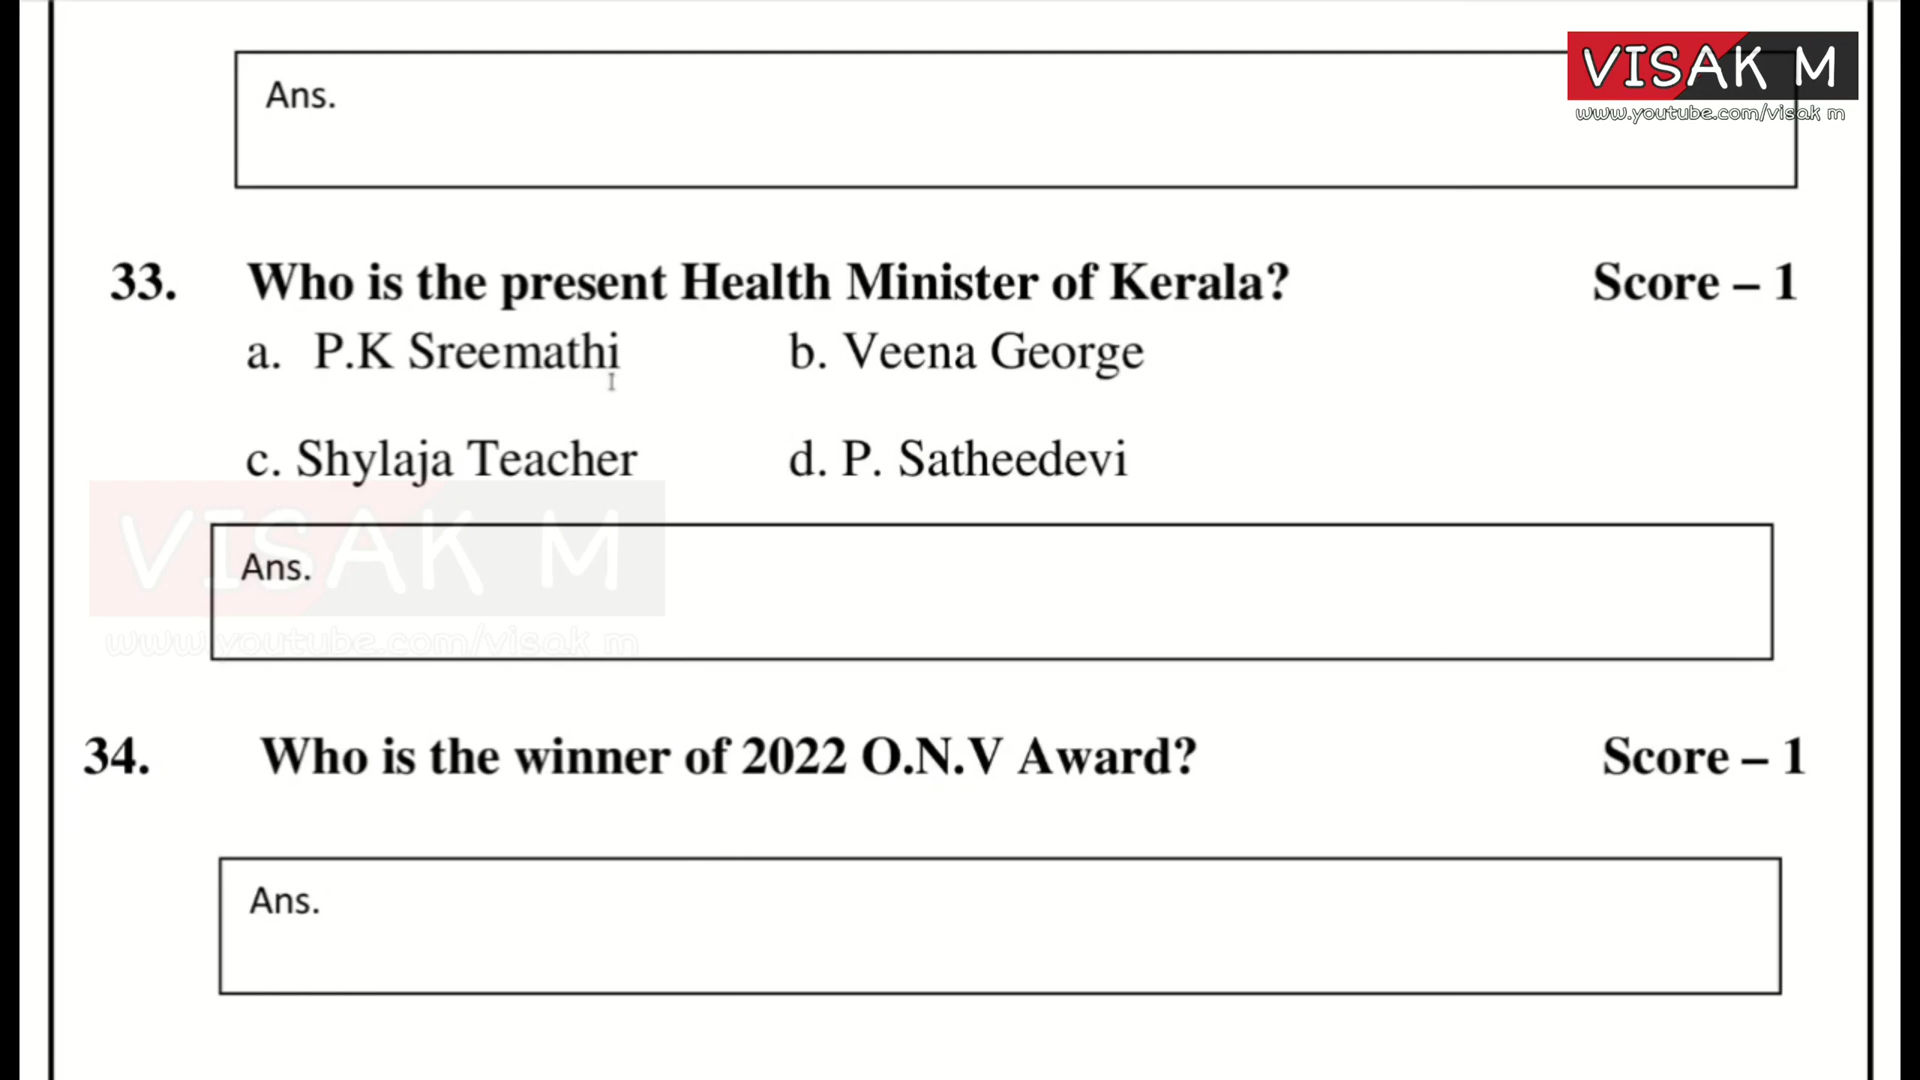 VISAK M
www.youtube.com/visak m
Ans.
33. Who is the present Health Minister of Kerala? Score – 1
a. P.K Sreemathi b. Veena George
c. Shylaja Teacher d. P. Satheedevi
VISAK M
Ans.
www.youtube.com/visak m
34. Who is the winner of 2022 O.N.V Award? Score – 1
Ans.